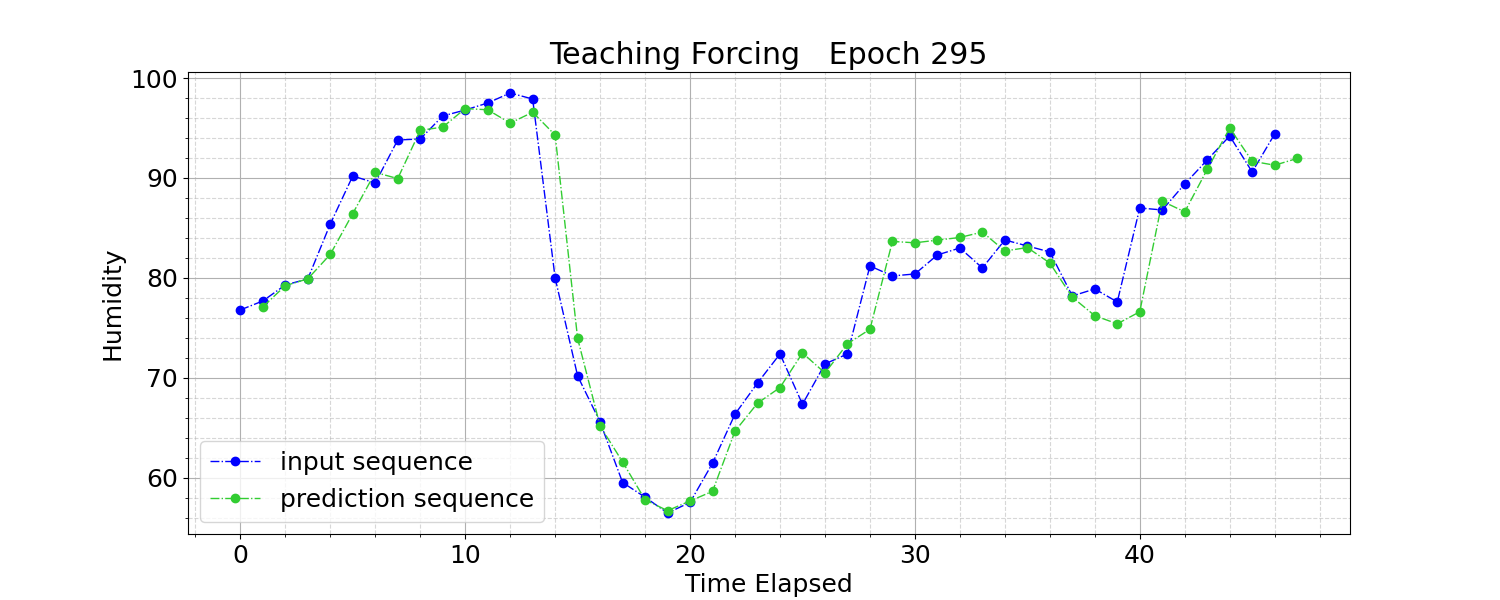 Teaching Forcing   Epoch 295
100
90
80
70
60
Humidity
input sequence
prediction sequence
0 10 20 30 40
Time Elapsed